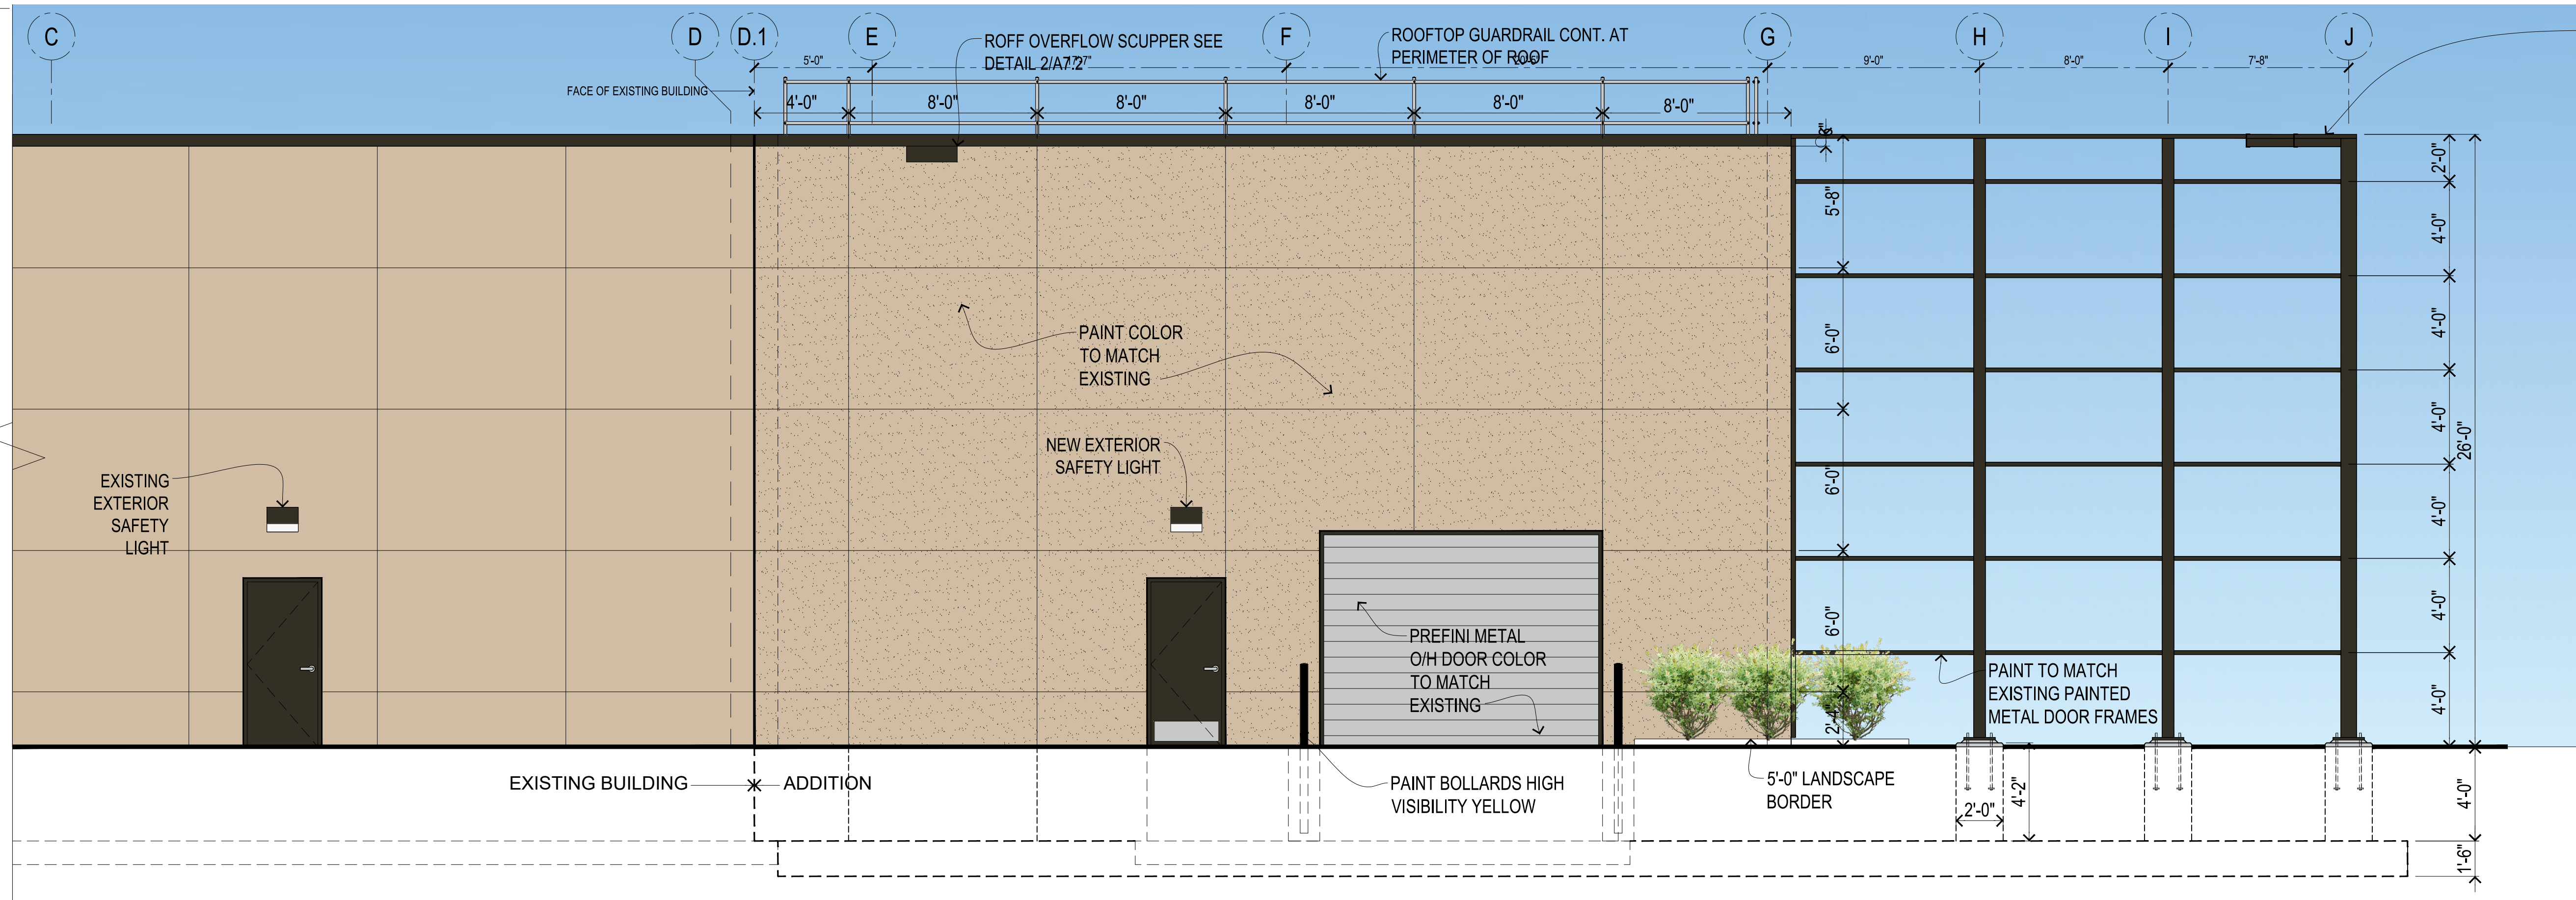 C
D
D.1
E
F
G
H
I
J
ROFF OVERFLOW SCUPPER SEE
DETAIL 2/A7.2
ROOFTOP GUARDRAIL CONT. AT
PERIMETER OF ROOF
5'-0"
9'-0"
8'-0"
7'-8"
FACE OF EXISTING BUILDING
4'-0"
8'-0"
8'-0"
8'-0"
8'-0"
8'-0"
5'-8"
6'-0"
6'-0"
6'-0"
2'-4"
2'-0"
4'-0"
4'-0"
4'-0"
4'-0"
4'-0"
4'-0"
26'-0"
PAINT COLOR
TO MATCH
EXISTING
NEW EXTERIOR
SAFETY LIGHT
EXISTING
EXTERIOR
SAFETY
LIGHT
PREFINI METAL
O/H DOOR COLOR
TO MATCH
EXISTING
PAINT TO MATCH
EXISTING PAINTED
METAL DOOR FRAMES
EXISTING BUILDING
ADDITION
PAINT BOLLARDS HIGH
VISIBILITY YELLOW
5'-0" LANDSCAPE
BORDER
2'-0"
4'-2"
4'-0"
1'-6"